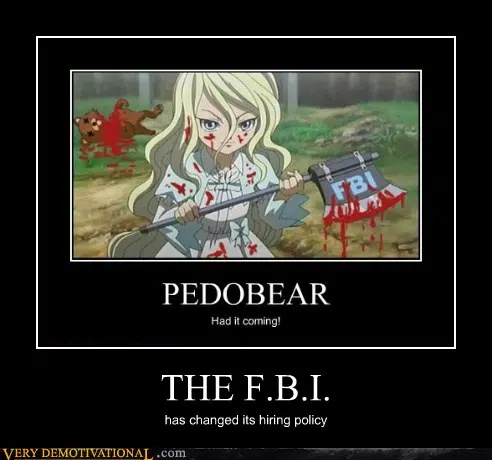 FBI
PEDOBEAR
Had it coming!
THE F.B.I.
has changed its hiring policy
VERY DEMOTIVATIONAL.com